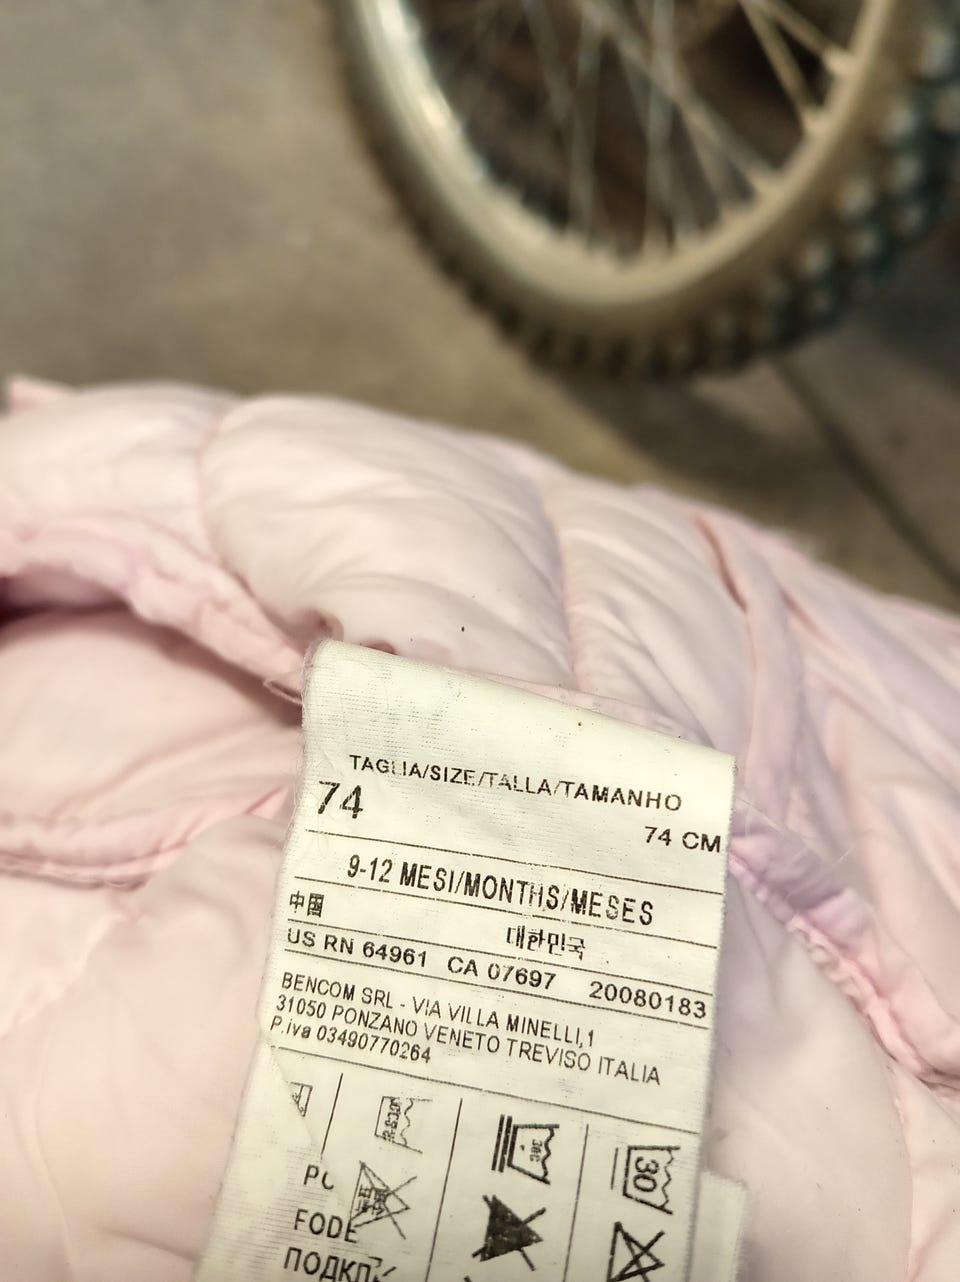 TAGLIA/SIZE/TALLA/TAMANHO
74
74 CM
9-12 MESI/MONTHS/MESES
中国
대한민국
US RN 64961 CA 07697 20080183
BENCOM SRL - VIA VILLA MINELLI,1
31050 PONZANO VENETO TREVISO ITALIA
P.iva 03490770264
30
FODE